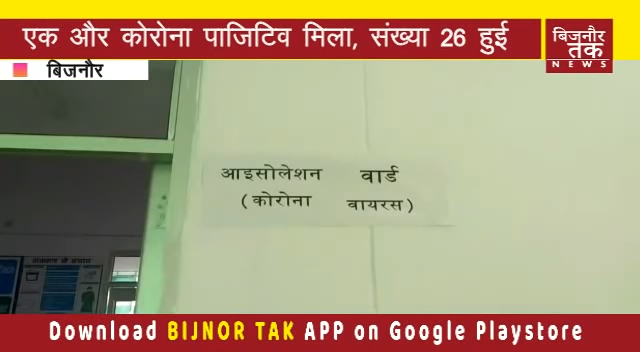 एक और कोरोना पाजिटिव मिला, संख्या 26 हुई
बिजनौर
तक
NEWS
बिजनौर
आइसोलेशन वार्ड
(कोरोना वायरस)
Download BIJNOR TAK APP on Google Playstore